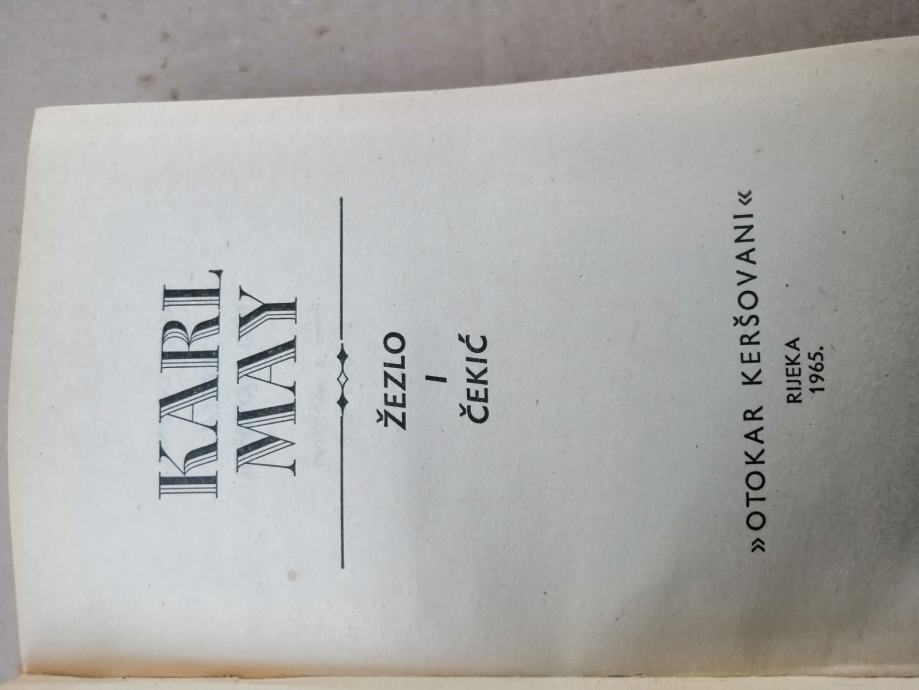 KARL
MAY
ŽEZLO
I
ČEKIĆ
»OTOKAR KERŠOVANI«
RIJEKA
1965.